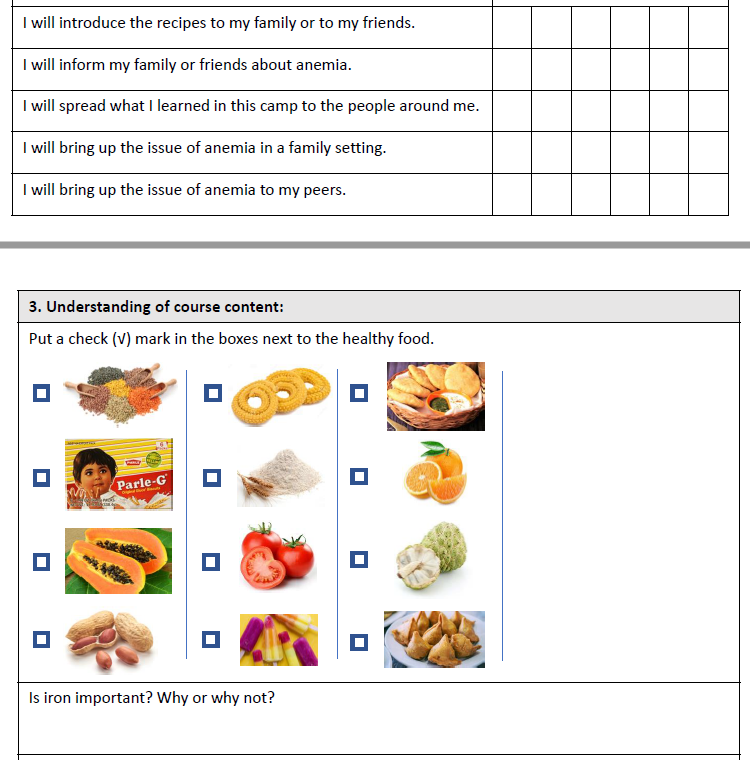 I will introduce the recipes to my family or to my friends.
I will inform my family or friends about anemia.
I will spread what I learned in this camp to the people around me.
I will bring up the issue of anemia in a family setting.
I will bring up the issue of anemia to my peers.
3. Understanding of course content:
Put a check (√) mark in the boxes next to the healthy food.
PARLE
Parle-G
Is iron important? Why or why not?